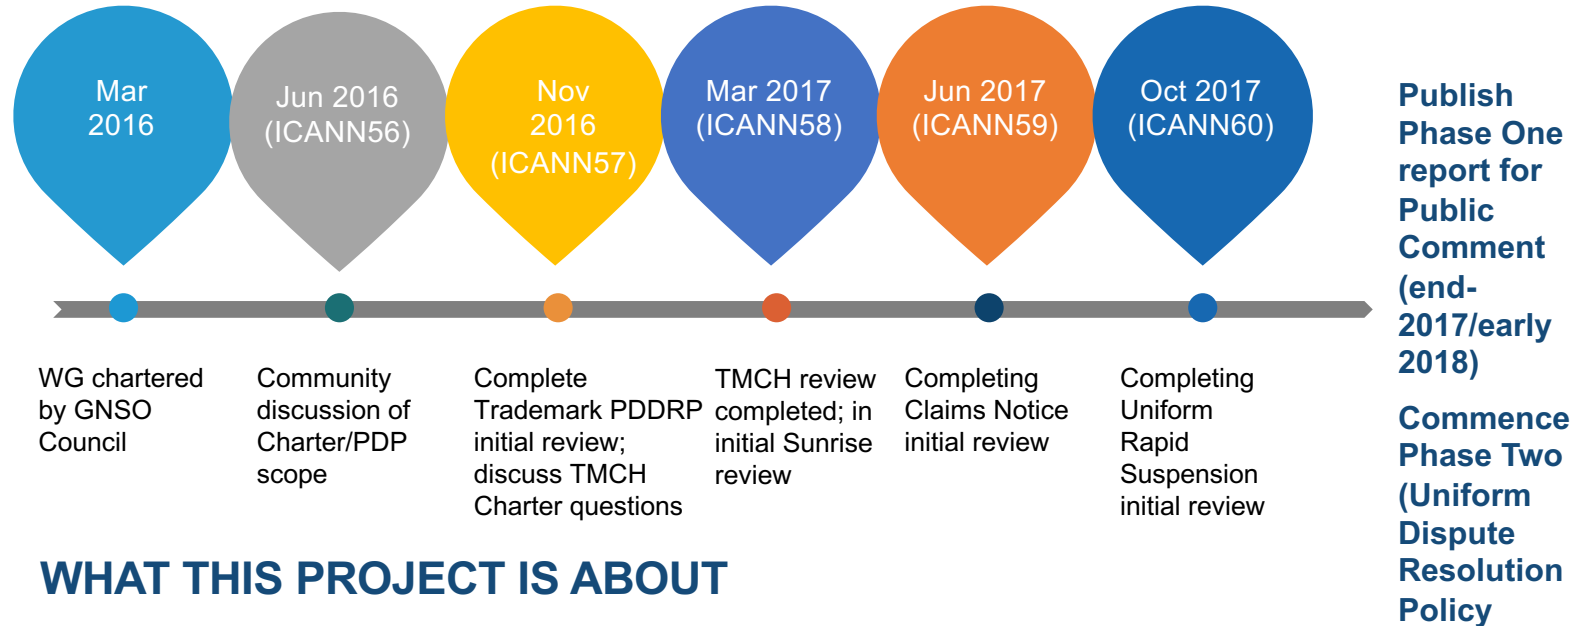 Mar
2016
Jun 2016
(ICANN56)
Nov
2016
(ICANN57)
Mar 2017
(ICANN58)
Jun 2017
(ICANN59)
Oct 2017
(ICANN60)
WG chartered
by GNSO
Council
Community
discussion of
Charter/PDP
scope
Complete
Trademark PDDRP
initial review;
discuss TMCH
Charter questions
TMCH review
completed; in
initial Sunrise
review
Completing
Claims Notice
initial review
Completing
Uniform
Rapid
Suspension
initial review
Publish
Phase One
report for
Public
Comment
(end-
2017/early
2018)
Commence
Phase Two
(Uniform
Dispute
Resolution
Policy
WHAT THIS PROJECT IS ABOUT